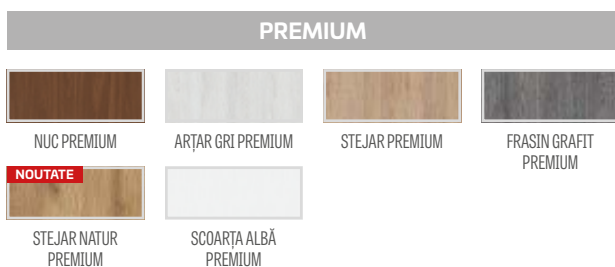 PREMIUM
NUC PREMIUM
ARȚAR GRI PREMIUM
STEJAR PREMIUM
FRASIN GRAFIT
PREMIUM
NOUTATE
STEJAR NATUR
PREMIUM
SCOARȚA ALBĂ
PREMIUM